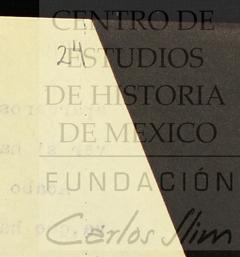 24
CENTRO DE
ESTUDIOS
DE HISTORIA
DE MEXICO
FUNDACIÓN
Carlos Slim